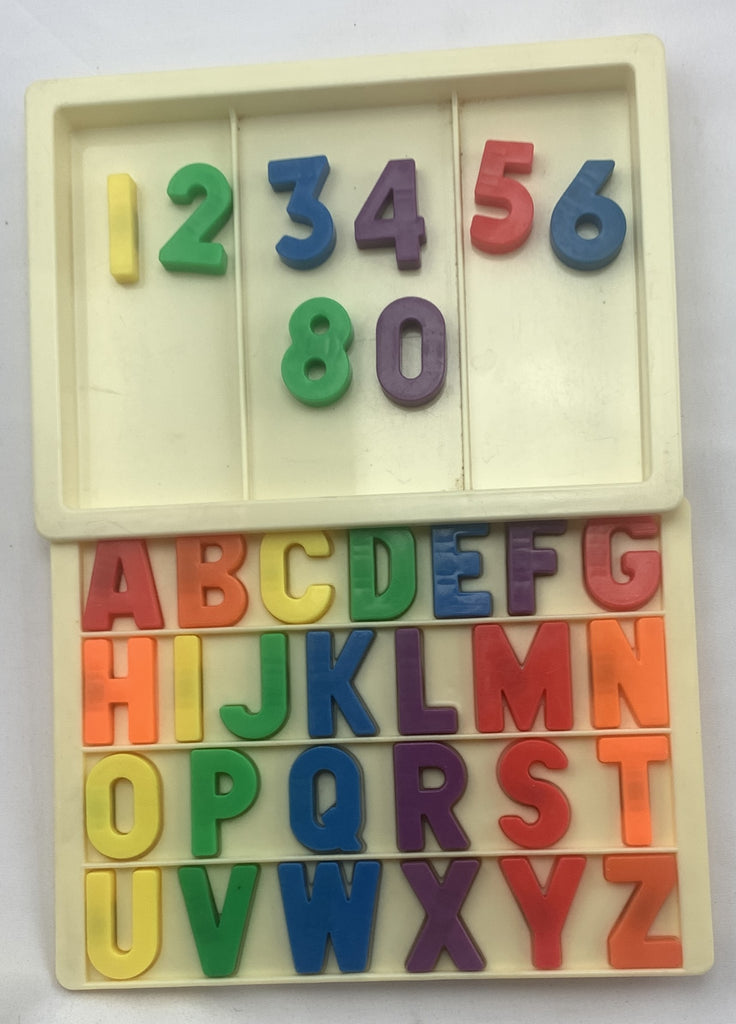 1 2 3 4 5 6
8 0
A B C D E F G
H I J K L M N
O P Q R S T
U V W X Y Z